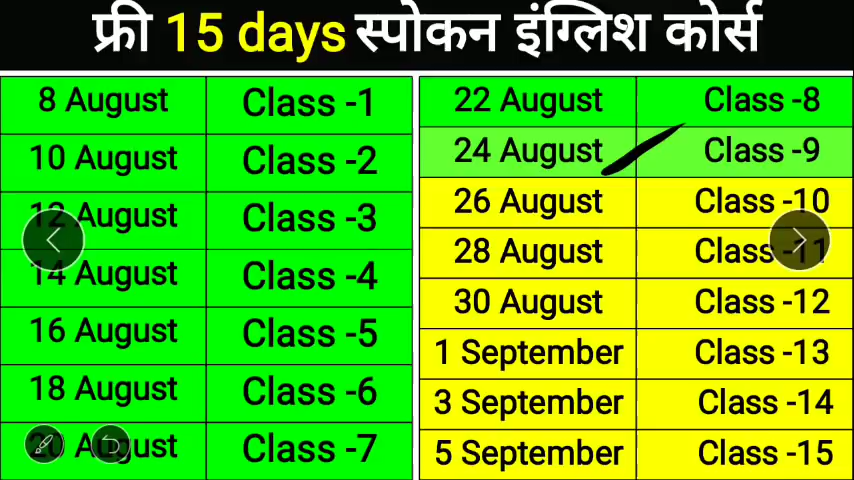 फ्री 15 days स्पोकन इंग्लिश कोर्स
8 August Class -1
10 August Class -2
12 August Class -3
14 August Class -4
16 August Class -5
18 August Class -6
20 August Class -7
22 August Class -8
24 August Class -9
26 August Class -10
28 August Class -11
30 August Class -12
1 September Class -13
3 September Class -14
5 September Class -15